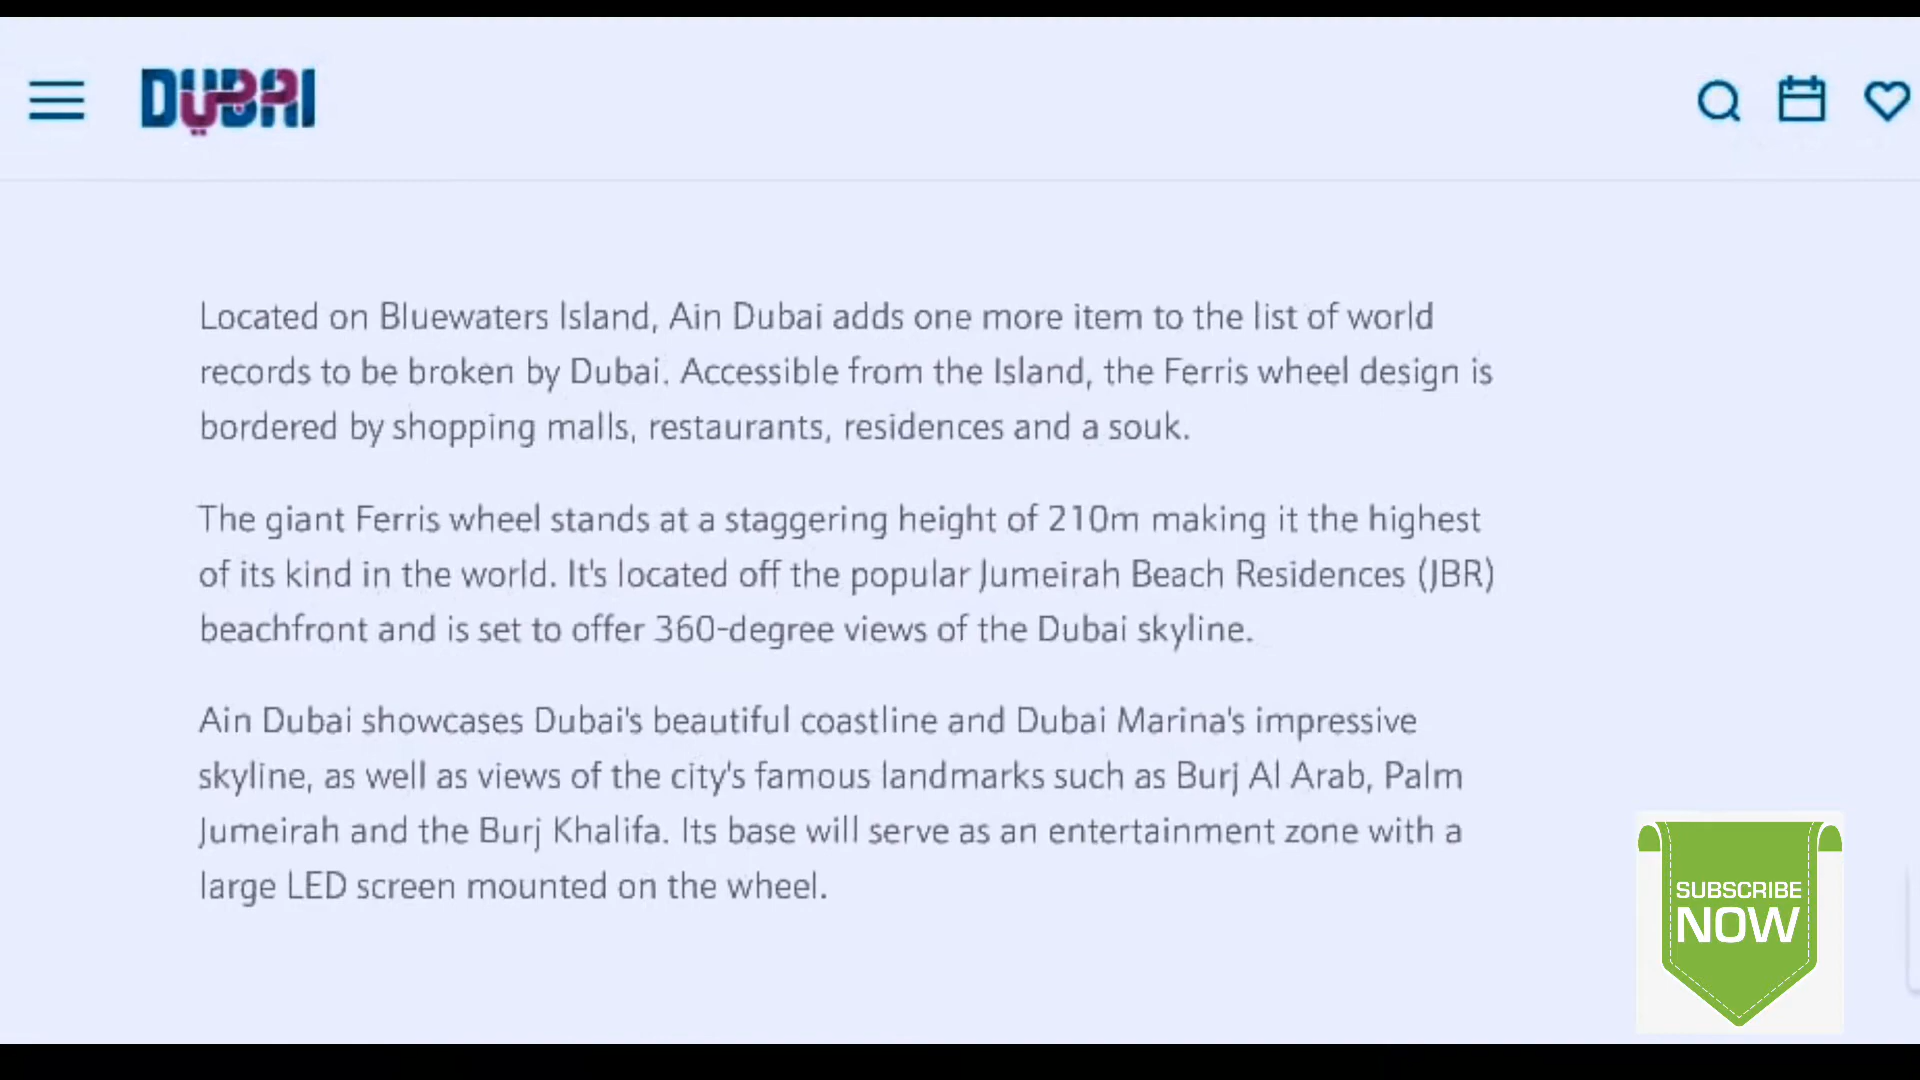 DUBAI
Located on Bluewaters Island, Ain Dubai adds one more item to the list of world
records to be broken by Dubai. Accessible from the Island, the Ferris wheel design is
bordered by shopping malls, restaurants, residences and a souk.
The giant Ferris wheel stands at a staggering height of 210m making it the highest
of its kind in the world. It's located off the popular Jumeirah Beach Residences (JBR)
beachfront and is set to offer 360-degree views of the Dubai skyline.
Ain Dubai showcases Dubai's beautiful coastline and Dubai Marina's impressive
skyline, as well as views of the city's famous landmarks such as Burj Al Arab, Palm
Jumeirah and the Burj Khalifa. Its base will serve as an entertainment zone with a
large LED screen mounted on the wheel.
SUBSCRIBE
NOW